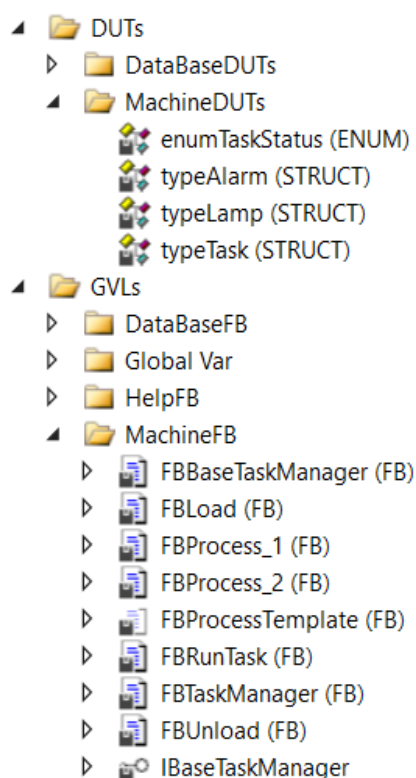 DUTs
DataBaseDUTs
MachineDUTs
enumTaskStatus (ENUM)
typeAlarm (STRUCT)
typeLamp (STRUCT)
typeTask (STRUCT)
GVLs
DataBaseFB
Global Var
HelpFB
MachineFB
FBBaseTaskManager (FB)
FBLoad (FB)
FBProcess_1 (FB)
FBProcess_2 (FB)
FBProcessTemplate (FB)
FBRunTask (FB)
FBTaskManager (FB)
FBUnload (FB)
IBaseTaskManager